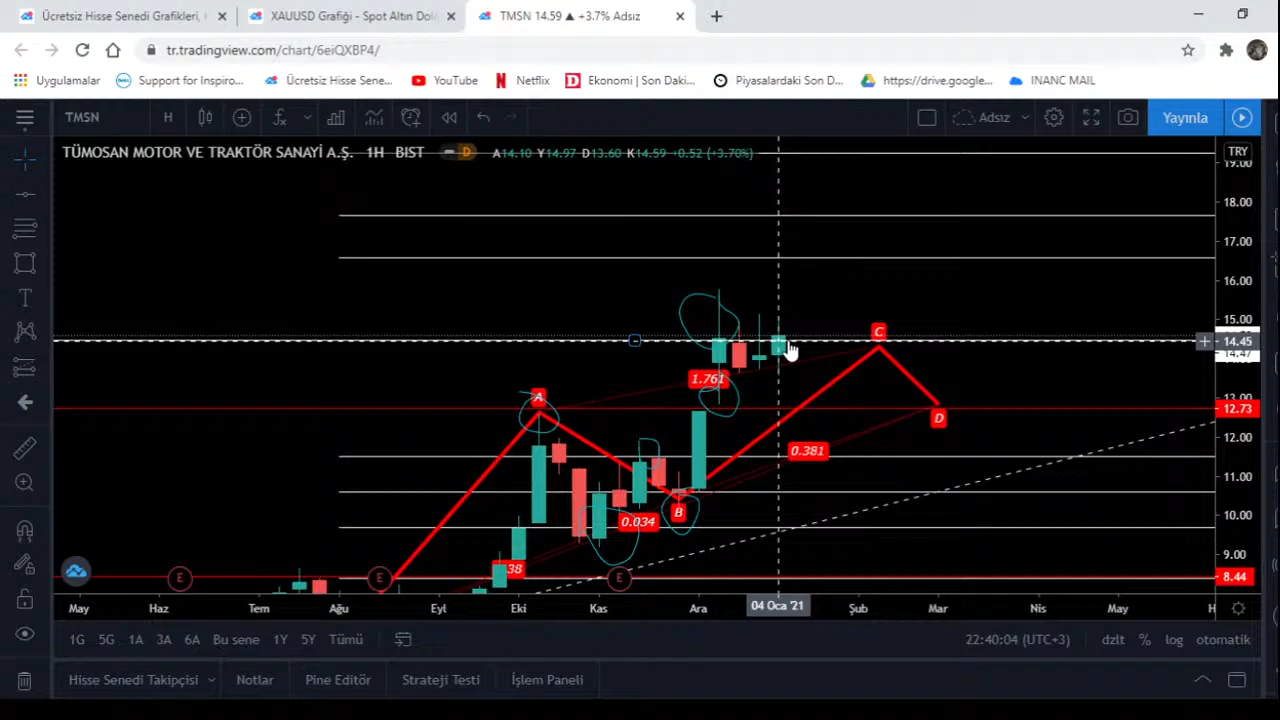 Ücretsiz Hisse Senedi Grafikleri, XAUUSD Grafiği - Spot Altın Dol TMSN 14.59 ▲ +3.7% Adsız
tr.tradingview.com/chart/6eiQXBP4/
Uygulamalar Support for Inspiro... Ücretsiz Hisse Sene... YouTube Netflix Ekonomi | Son Daki... Piyasalardaki Son D... https://drive.google... INANC MAIL
TMSN H Adsız Yayınla
TÜMOSAN MOTOR VE TRAKTÖR SANAYİ A.Ş. 1H BIST D A14.10 Y14.97 D13.60 K14.59 +0.52 (+3.70%) TRY
19.00
18.00
17.00
16.00
15.00
C
14.45
14.47
1.761
A
13.00
12.73
D
12.00
0.381
11.00
B
0.034
10.00
9.00
38
E E E 8.44
May Haz Tem Ağu Eyl Eki Kas Ara 04 Oca '21 Şub Mar Nis May H
1G 5G 1A 3A 6A Bu sene 1Y 5Y Tümü 22:40:04 (UTC+3) dzlt % log otomatik
Hisse Senedi Takipçisi Notlar Pine Editör Strateji Testi İşlem Paneli